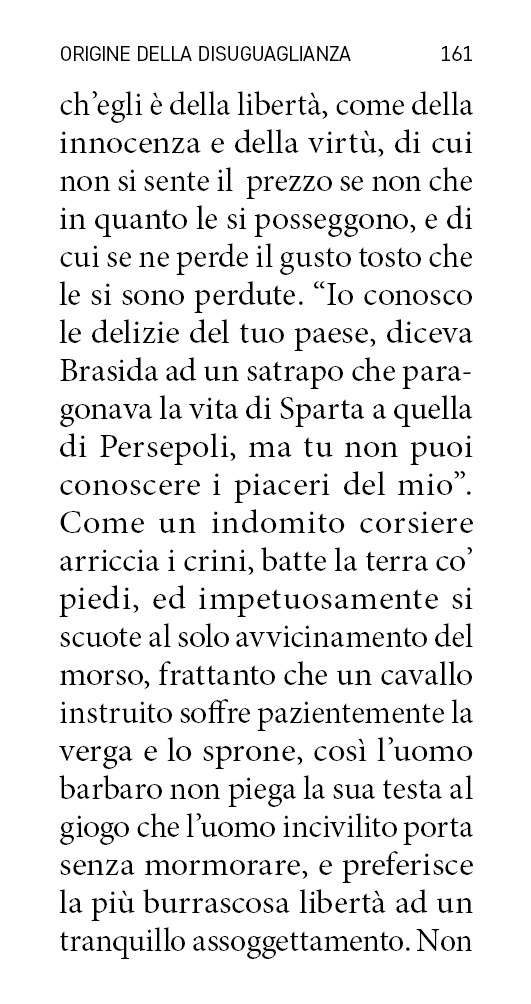 ORIGINE DELLA DISUGUAGLIANZA 161
ch’egli è della libertà, come della
innocenza e della virtù, di cui
non si sente il prezzo se non che
in quanto le si posseggono, e di
cui se ne perde il gusto tosto che
le si sono perdute. “Io conosco
le delizie del tuo paese, diceva
Brasida ad un satrapo che para-
gonava la vita di Sparta a quella
di Persepoli, ma tu non puoi
conoscere i piaceri del mio”.
Come un indomito corsiere
arriccia i crini, batte la terra co’
piedi, ed impetuosamente si
scuote al solo avvicinamento del
morso, frattanto che un cavallo
instruito soffre pazientemente la
verga e lo sprone, così l’uomo
barbaro non piega la sua testa al
giogo che l’uomo incivilito porta
senza mormorare, e preferisce
la più burrascosa libertà ad un
tranquillo assoggettamento. Non